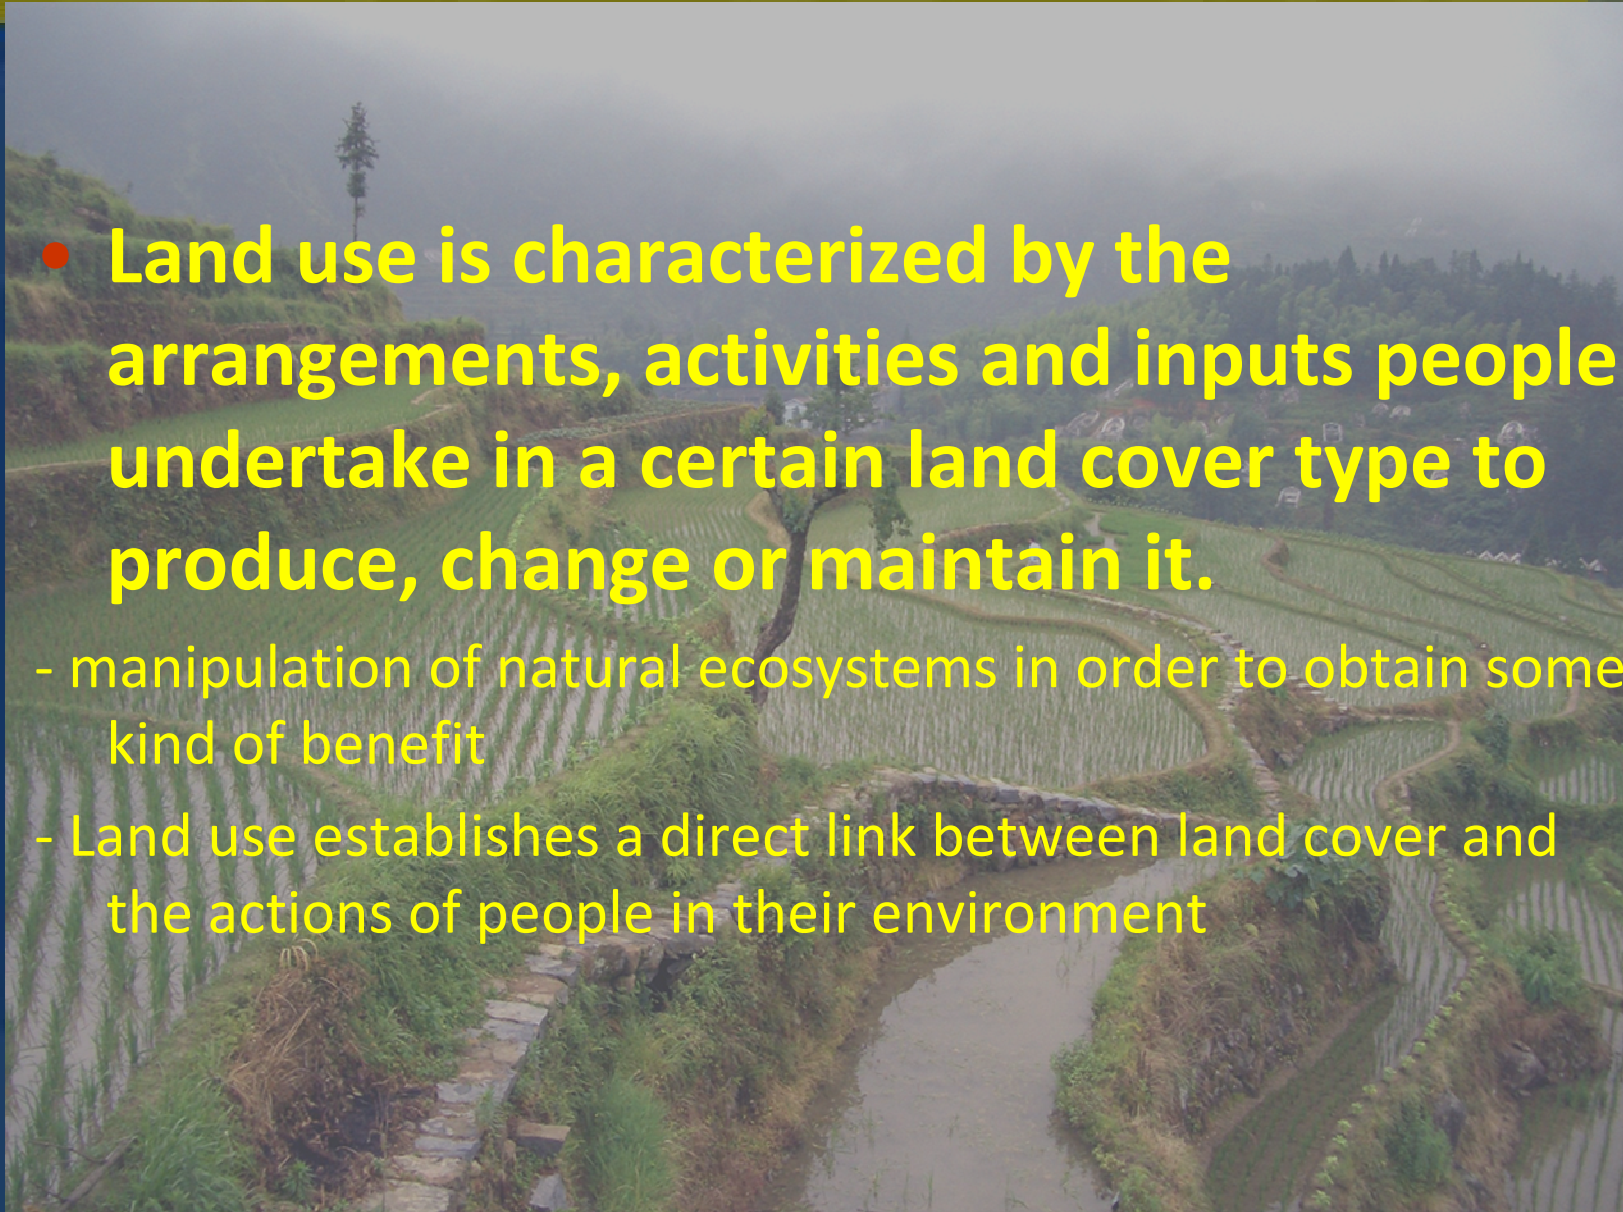 • Land use is characterized by the
arrangements, activities and inputs people
undertake in a certain land cover type to
produce, change or maintain it.
- manipulation of natural ecosystems in order to obtain some
kind of benefit
- Land use establishes a direct link between land cover and
the actions of people in their environment